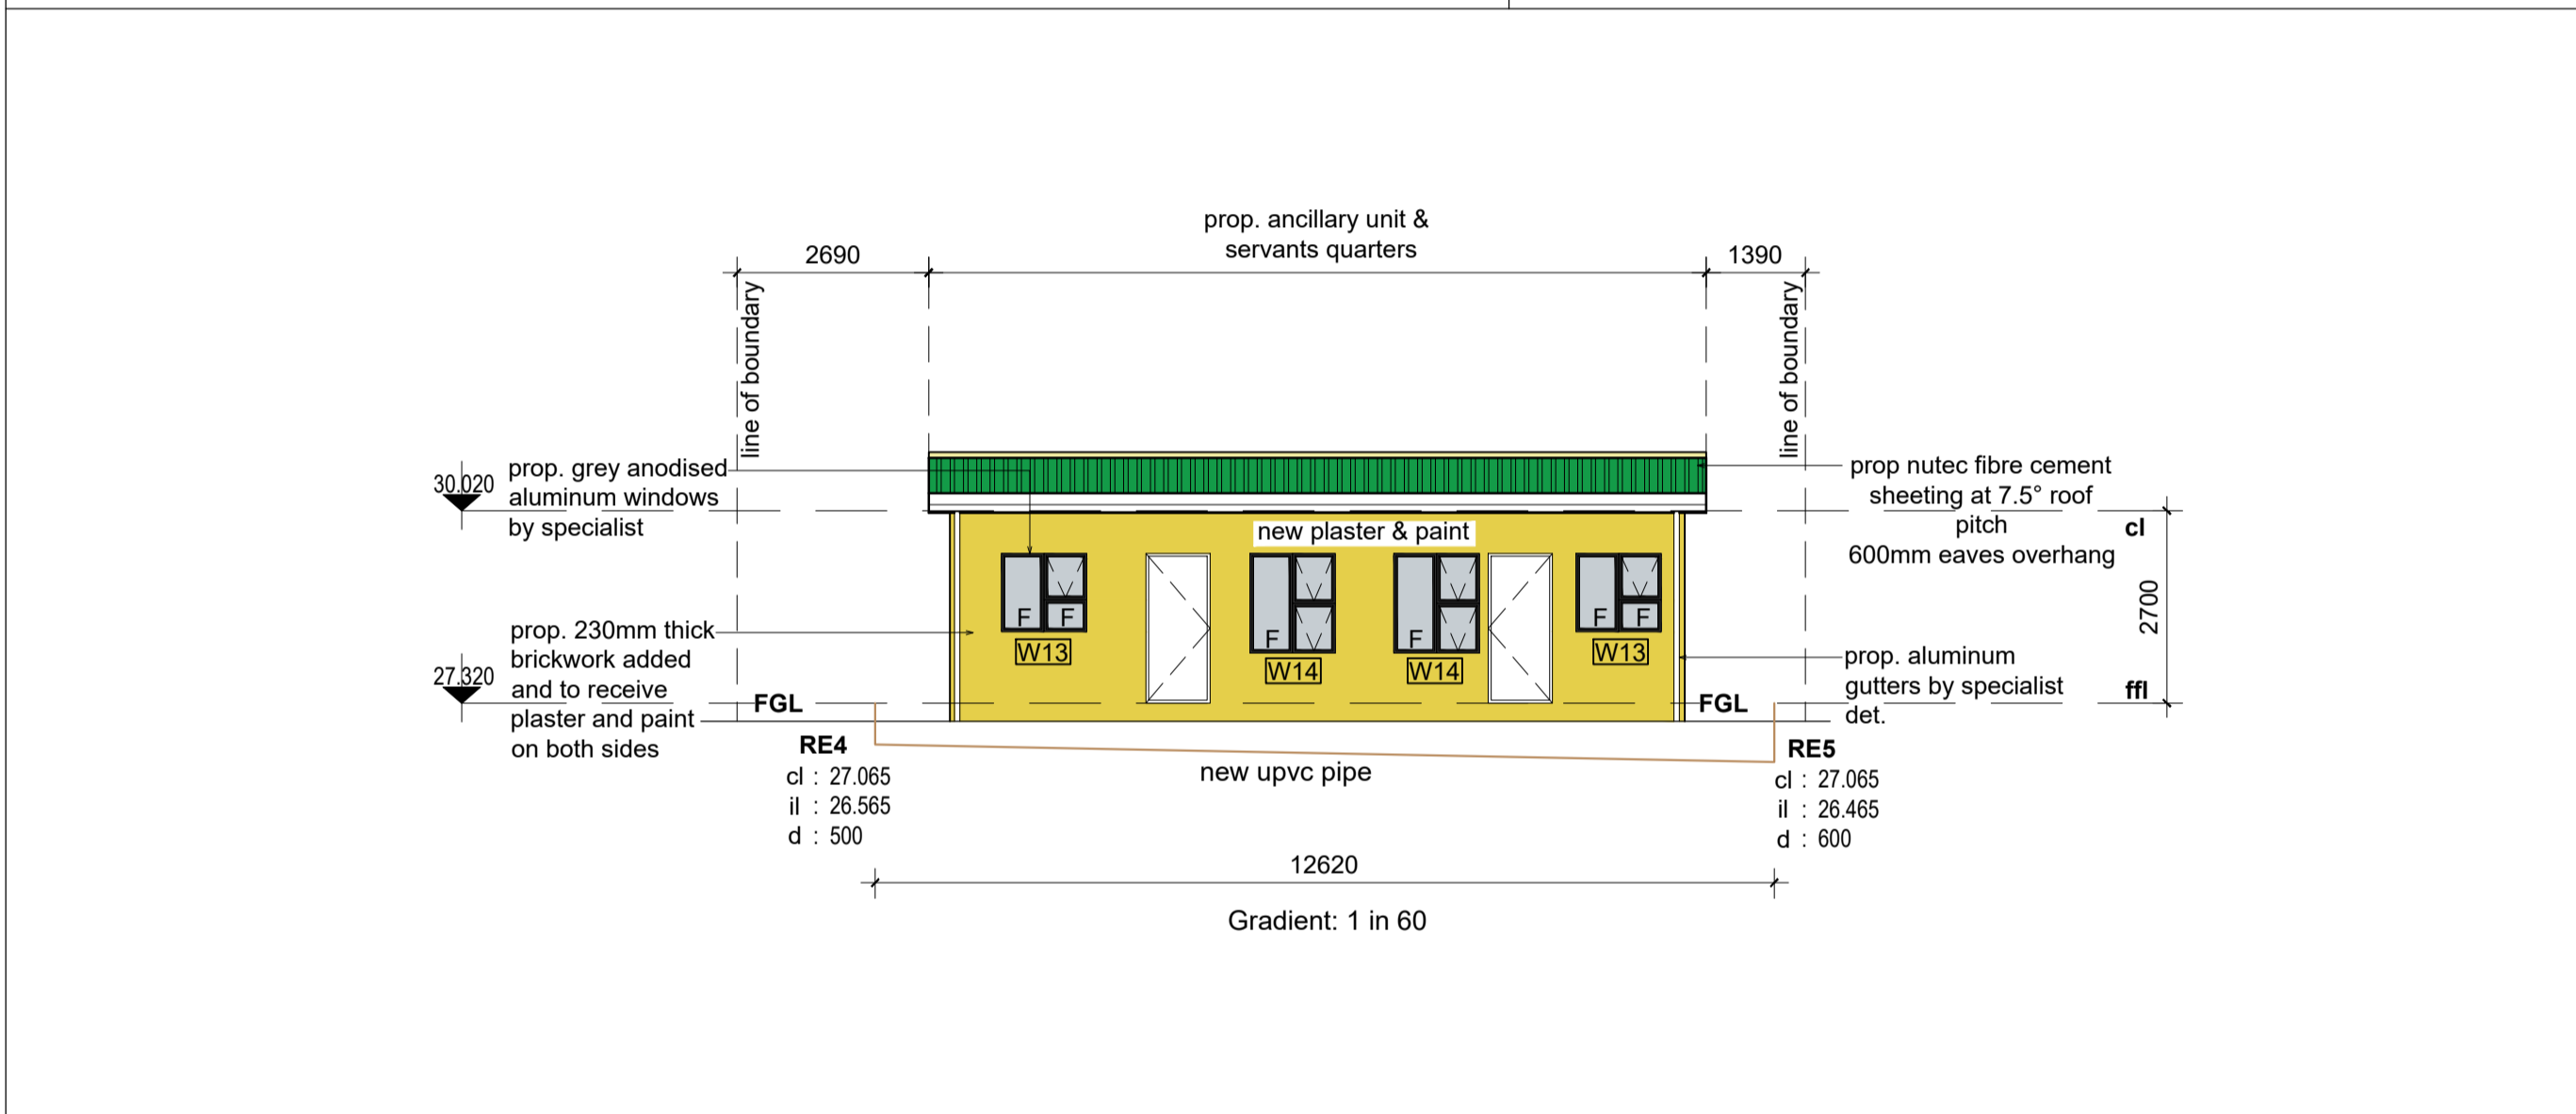 prop. ancillary unit &
servants quarters
2690
1390
line of boundary
line of boundary
30.020
prop. grey anodised
aluminum windows
by specialist
prop nutec fibre cement
sheeting at 7.5° roof
pitch
600mm eaves overhang
cl
2700
new plaster & paint
F
F
W13
F
W14
F
W14
F
F
W13
prop. 230mm thick
brickwork added
and to receive
plaster and paint
on both sides
27.320
prop. aluminum
gutters by specialist
det.
ffl
FGL
FGL
RE4
cl : 27.065
il : 26.565
d : 500
new upvc pipe
RE5
cl : 27.065
il : 26.465
d : 600
12620
Gradient: 1 in 60